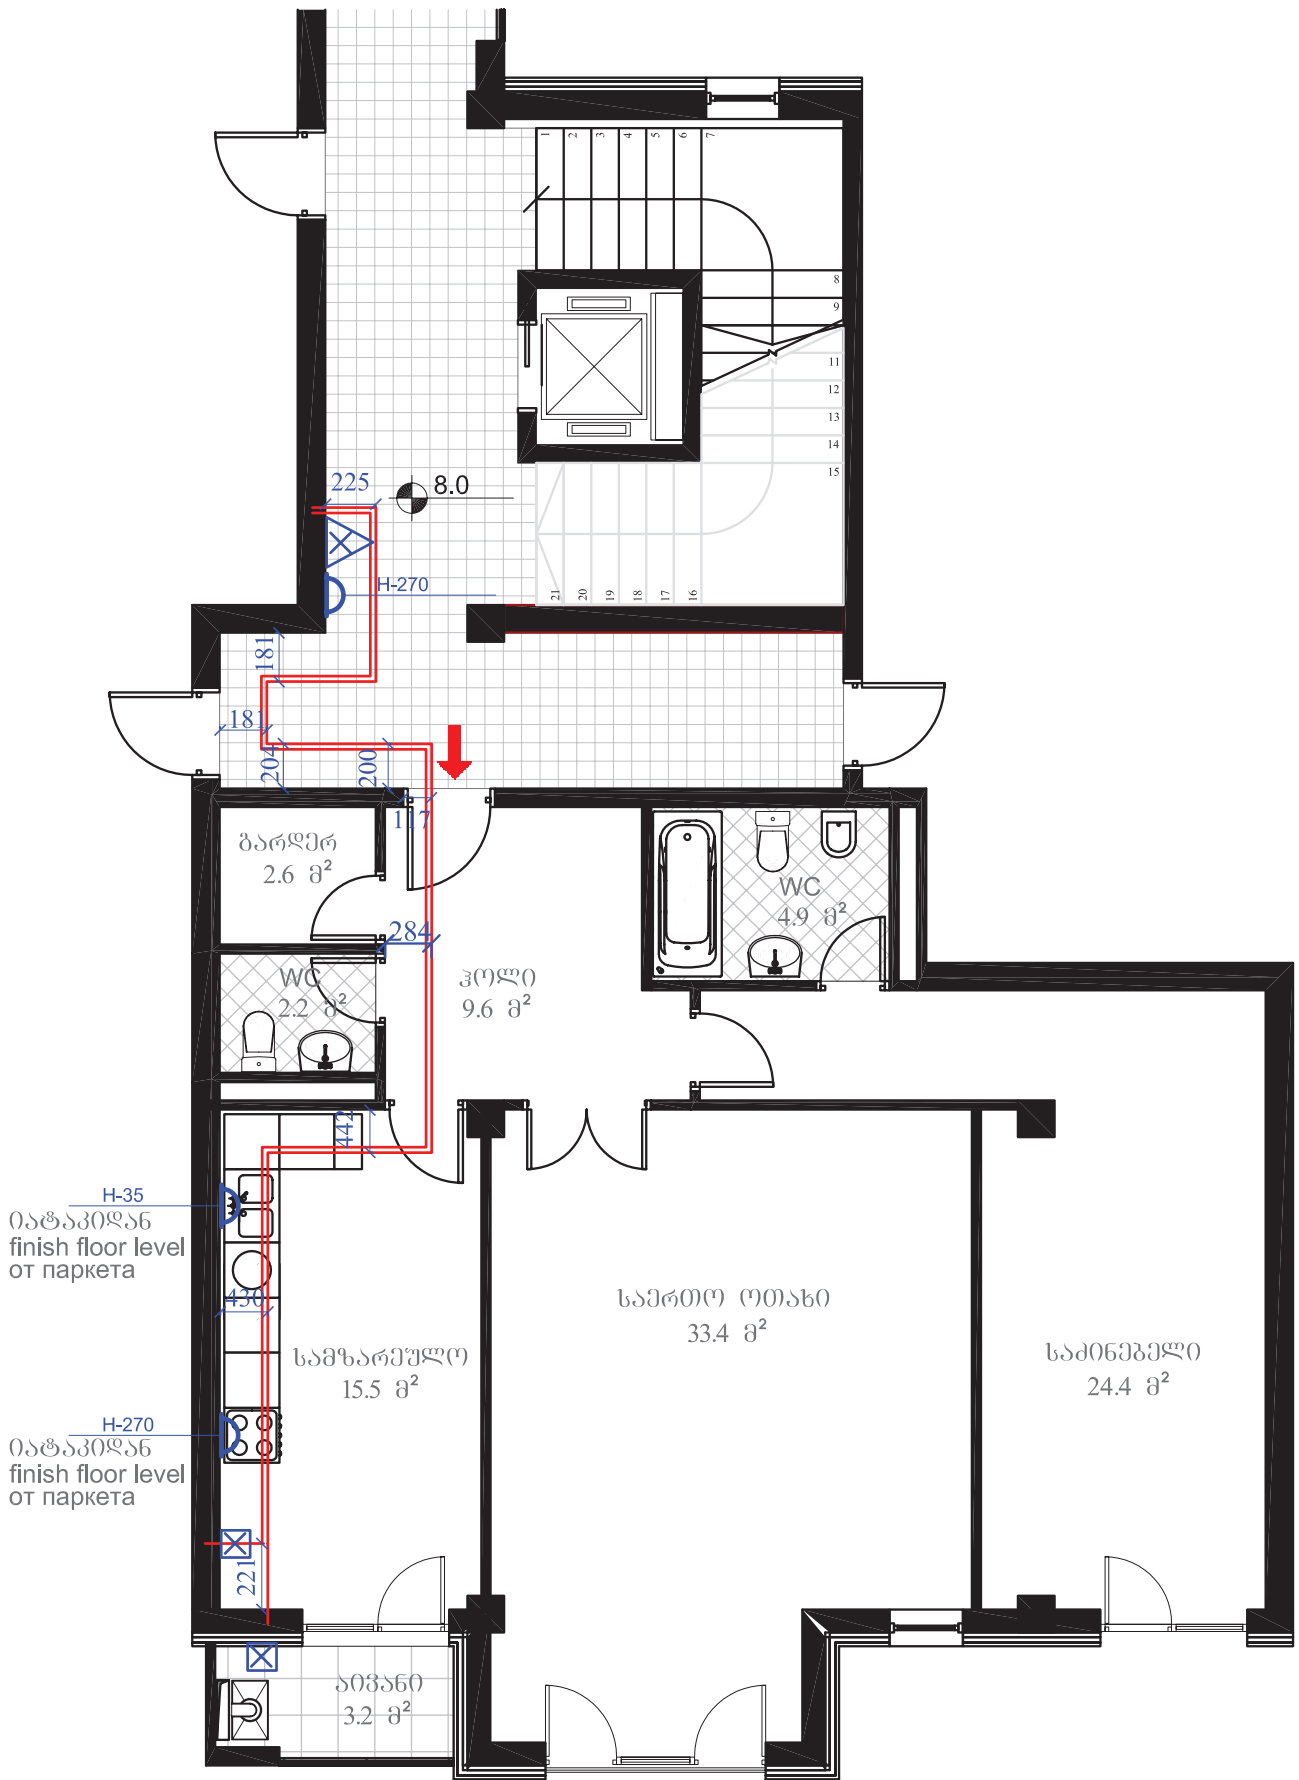 1
2
3
4
5
6
7
8
9
11
12
13
14
15
225
8.0
H-270
21
20
19
18
17
16
181
181
204
200
117
გარდერ
2.6 მ²
WC
4.9 მ²
284
WC
2.2 მ²
ჰოლი
9.6 მ²
442
H-35
იატაკიდან
finish floor level
от паркета
430
საერთო ოთახი
33.4 მ²
სამზარეულო
15.5 მ²
საძინებელი
24.4 მ²
H-270
იატაკიდან
finish floor level
от паркета
221
აივანი
3.2 მ²